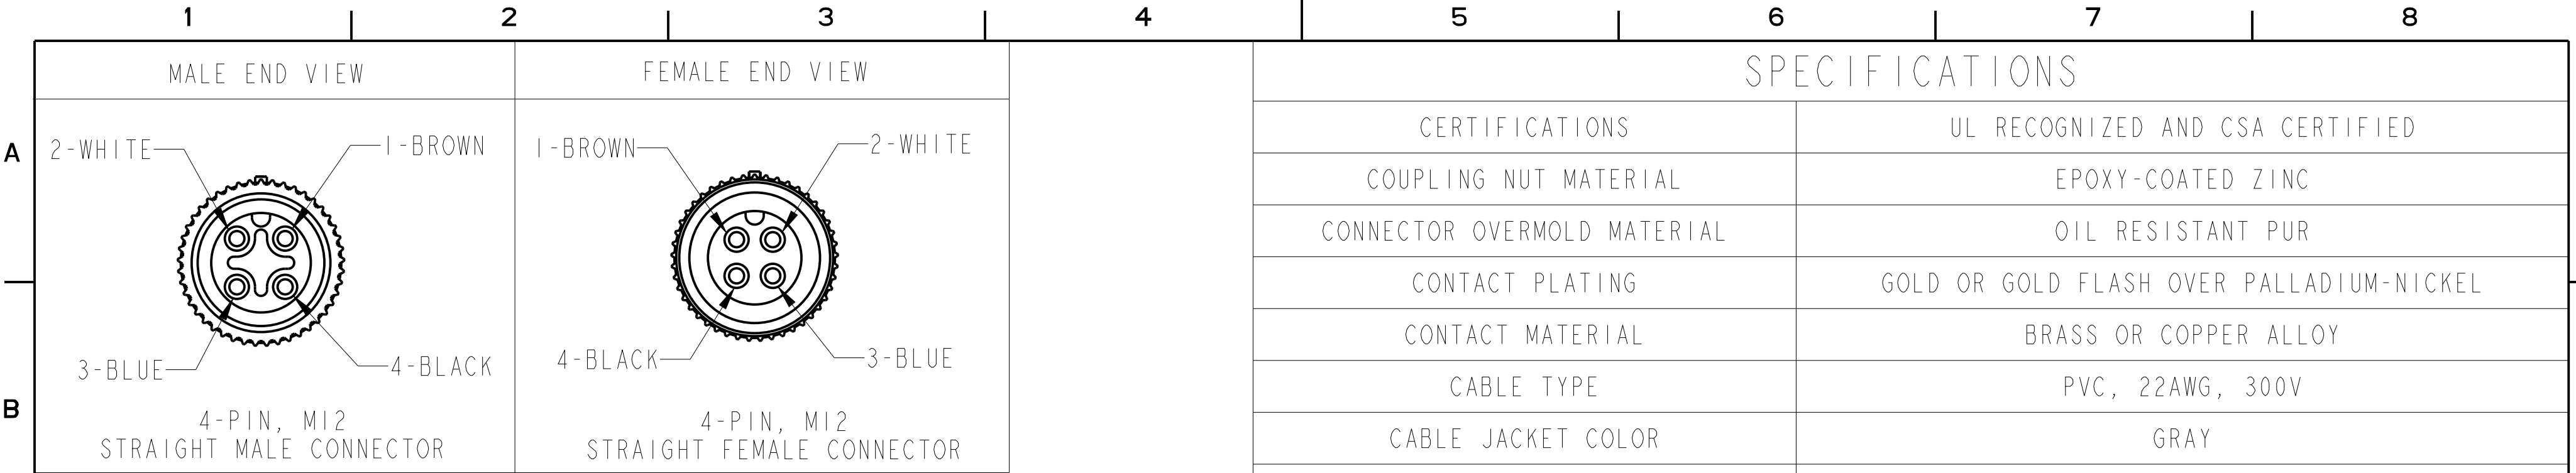 1 2 3 4 5 6 7 8
MALE END VIEW
FEMALE END VIEW
A
2-WHITE
1-BROWN
3-BLUE
4-BLACK
4-PIN, M12
STRAIGHT MALE CONNECTOR
1-BROWN
2-WHITE
4-BLACK
3-BLUE
4-PIN, M12
STRAIGHT FEMALE CONNECTOR
B
SPECIFICATIONS
CERTIFICATIONS UL RECOGNIZED AND CSA CERTIFIED
COUPLING NUT MATERIAL EPOXY-COATED ZINC
CONNECTOR OVERMOLD MATERIAL OIL RESISTANT PUR
CONTACT PLATING GOLD OR GOLD FLASH OVER PALLADIUM-NICKEL
CONTACT MATERIAL BRASS OR COPPER ALLOY
CABLE TYPE PVC, 22AWG, 300V
CABLE JACKET COLOR GRAY